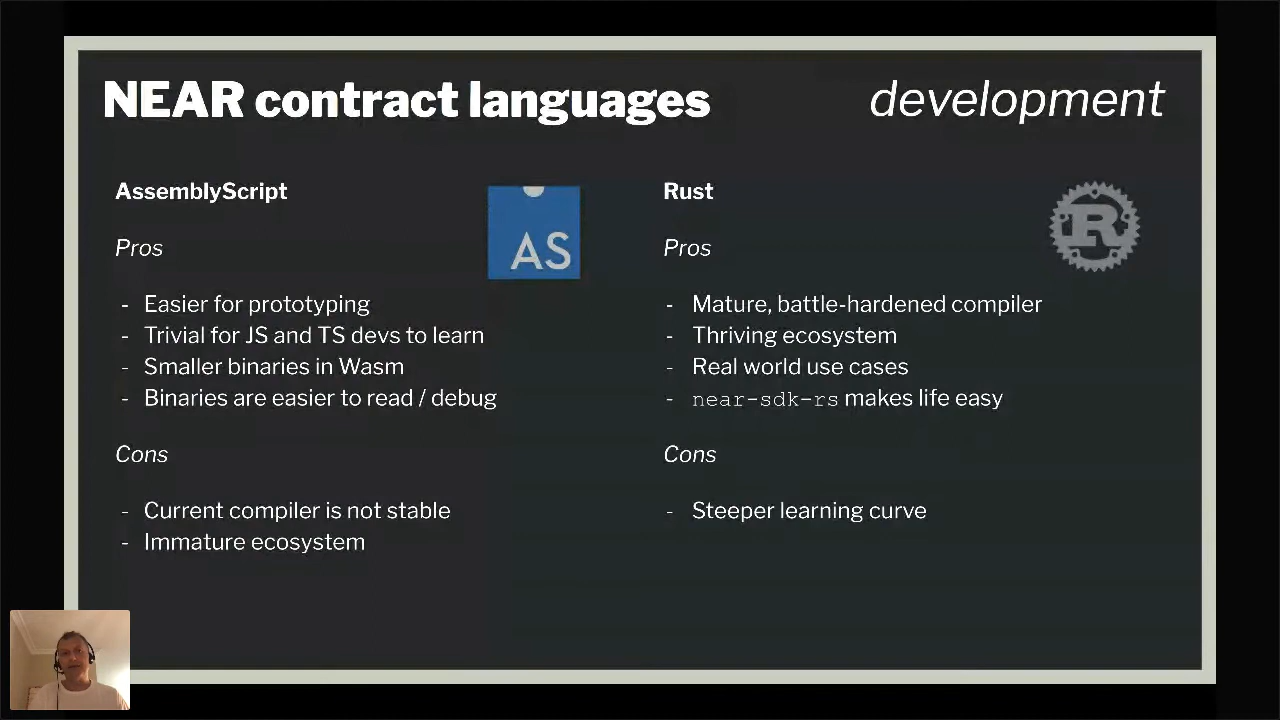 NEAR contract languages
development
AssemblyScript
AS
Pros
- Easier for prototyping
- Trivial for JS and TS devs to learn
- Smaller binaries in Wasm
- Binaries are easier to read / debug
Cons
- Current compiler is not stable
- Immature ecosystem
Rust
R
Pros
- Mature, battle-hardened compiler
- Thriving ecosystem
- Real world use cases
- near-sdk-rs makes life easy
Cons
- Steeper learning curve